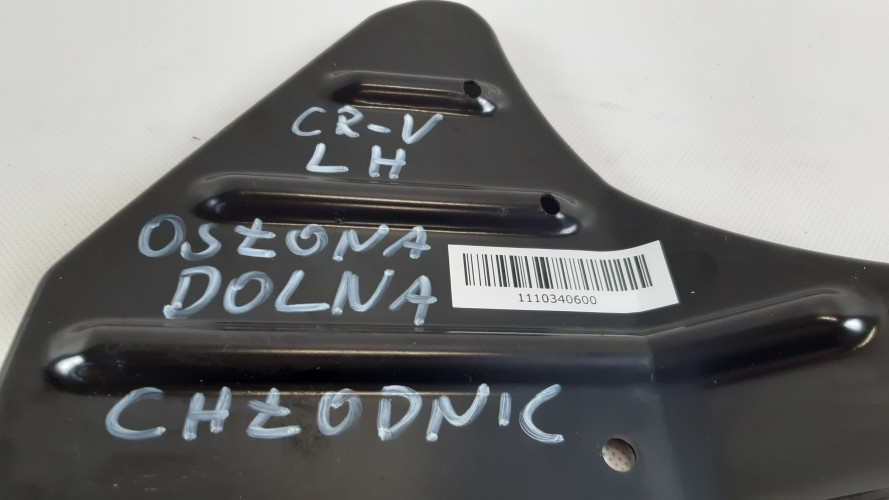 CR-V
LH
OSŁONA
DOLNA
1110340600
CHŁODNIC